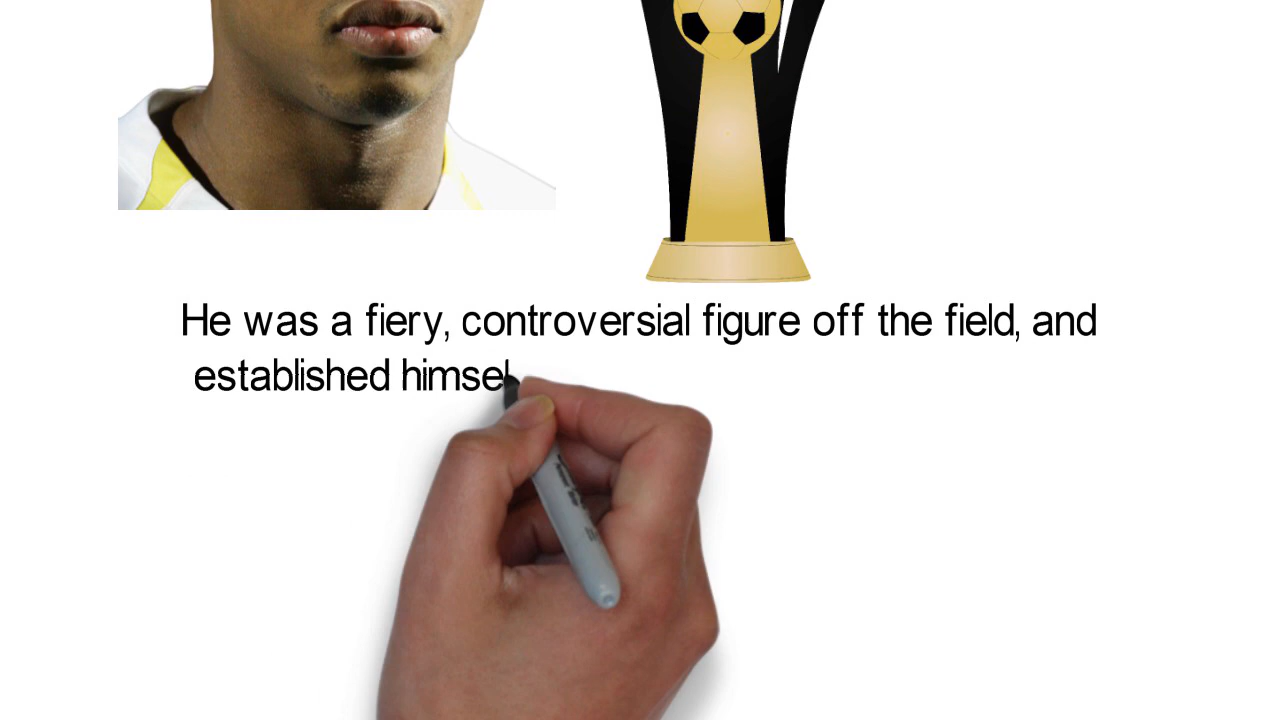 He was a fiery, controversial figure off the field, and
established himsel